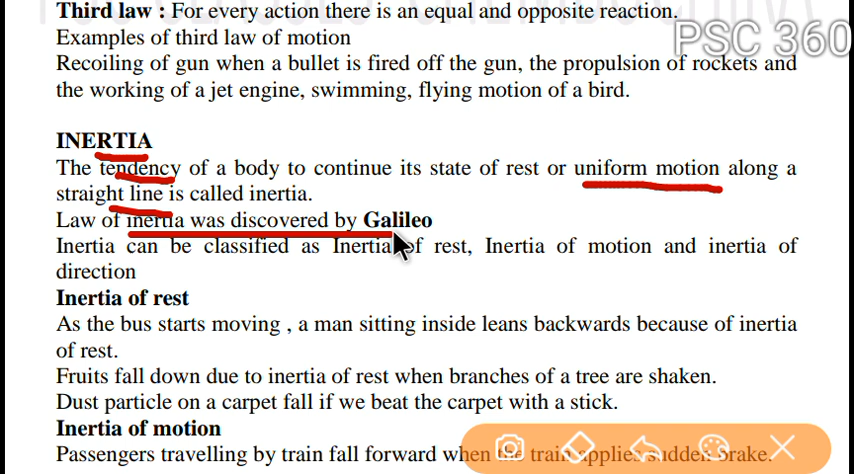 Third law : For every action there is an equal and opposite reaction.
PSC 360
Examples of third law of motion
Recoiling of gun when a bullet is fired off the gun, the propulsion of rockets and
the working of a jet engine, swimming, flying motion of a bird.
INERTIA
The tendency of a body to continue its state of rest or uniform motion along a
straight line is called inertia.
Law of inertia was discovered by Galileo
Inertia can be classified as Inertia of rest, Inertia of motion and inertia of
direction
Inertia of rest
As the bus starts moving , a man sitting inside leans backwards because of inertia
of rest.
Fruits fall down due to inertia of rest when branches of a tree are shaken.
Dust particle on a carpet fall if we beat the carpet with a stick.
Inertia of motion
Passengers travelling by train fall forward when the train applies sudden brake.